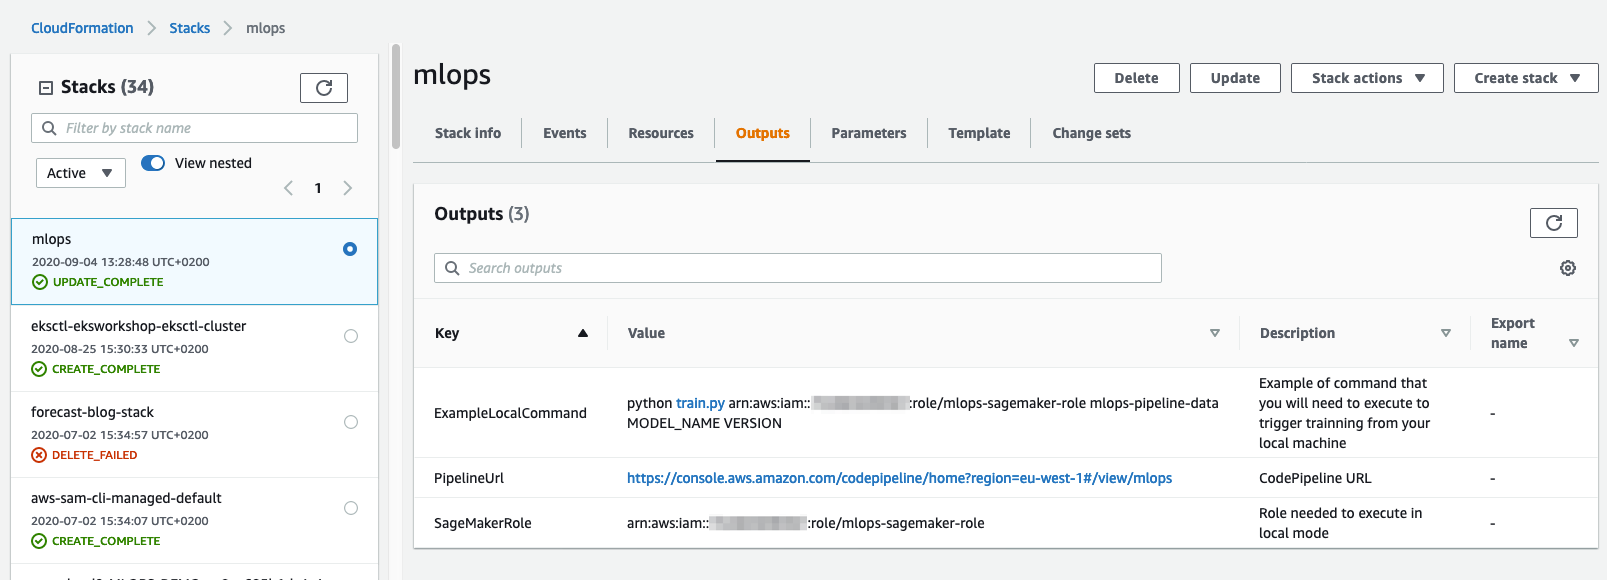 CloudFormation Stacks mlops
Stacks (34)
Filter by stack name
Active View nested
1
mlops
2020-09-04 13:28:48 UTC+0200
UPDATE_COMPLETE
eksctl-eksworkshop-eksctl-cluster
2020-08-25 15:30:33 UTC+0200
CREATE_COMPLETE
forecast-blog-stack
2020-07-02 15:34:57 UTC+0200
DELETE_FAILED
aws-sam-cli-managed-default
2020-07-02 15:34:07 UTC+0200
CREATE_COMPLETE
mlops
Delete Update Stack actions Create stack
Stack info Events Resources Outputs Parameters Template Change sets
Outputs (3)
Search outputs
Key Value Description Export
name
ExampleLocalCommand
python train.py arn:aws:iam:: :role/mlops-sagemaker-role mlops-pipeline-data
MODEL_NAME VERSION
Example of command that
you will need to execute to
trigger trainning from your
local machine
-
PipelineUrl https://console.aws.amazon.com/codepipeline/home?region=eu-west-1#/view/mlops CodePipeline URL -
SageMakerRole arn:aws:iam:: :role/mlops-sagemaker-role
Role needed to execute in
local mode
-